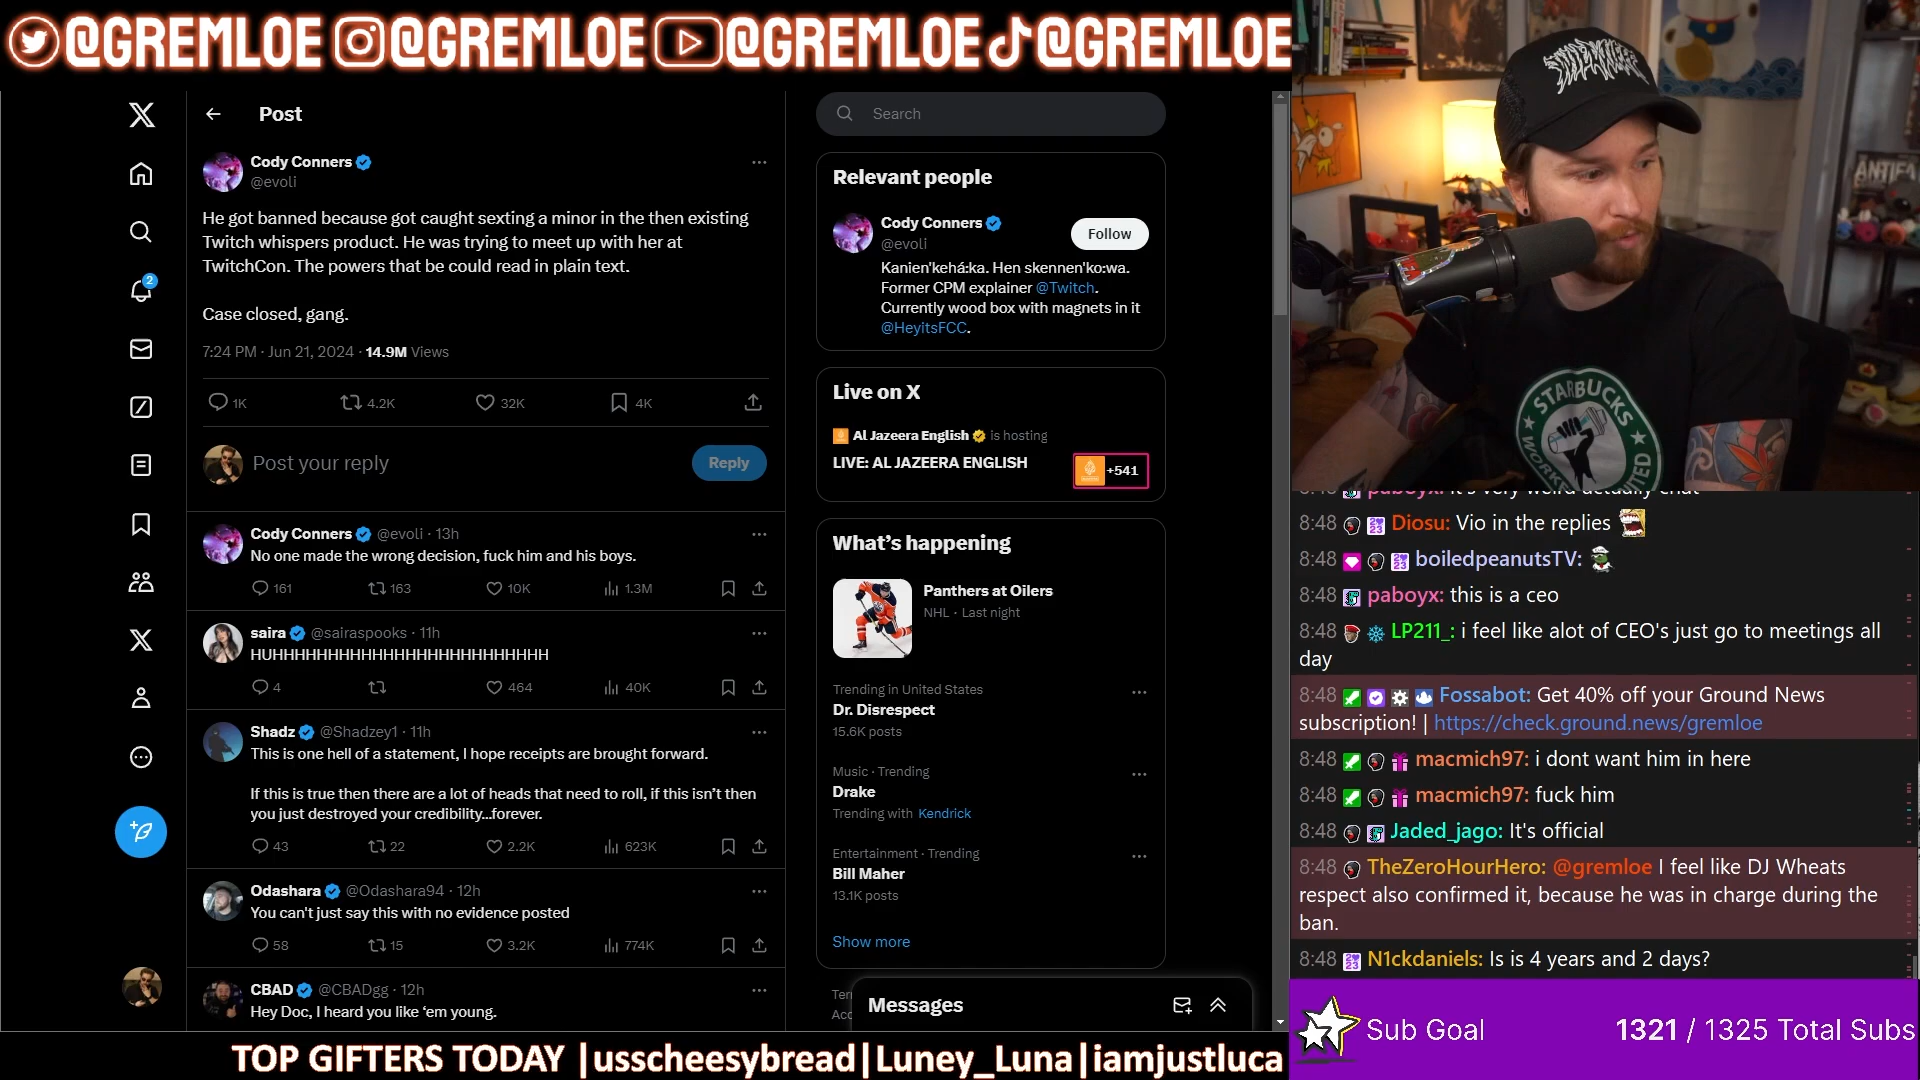 @GREMLOE @GREMLOE @GREMLOE @GREMLOE
Post
Cody Conners
@evoli
He got banned because got caught sexting a minor in the then existing
Twitch whispers product. He was trying to meet up with her at
TwitchCon. The powers that be could read in plain text.
Case closed, gang.
7:24 PM · Jun 21, 2024 · 14.9M Views
1K 4.2K 32K 4K
Post your reply
Reply
Cody Conners @evoli · 13h
No one made the wrong decision, fuck him and his boys.
161 163 10K 1.3M
saira @sairaspooks · 11h
HUHHHHHHHHHHHHHHHHHHHHHHHHH
4 464 40K
Shadz @Shadzey1 · 11h
This is one hell of a statement, I hope receipts are brought forward.
If this is true then there are a lot of heads that need to roll, if this isn't then
you just destroyed your credibility...forever.
43 22 2.2K 623K
Odashara @Odashara94 · 12h
You can't just say this with no evidence posted
58 15 3.2K 774K
CBAD @CBADgg · 12h
Hey Doc, I heard you like 'em young.
2
Search
Relevant people
Cody Conners
@evoli
Follow
Kanien'kehá:ka. Hen skennen'ko:wa.
Former CPM explainer @Twitch.
Currently wood box with magnets in it
@HeyitsFCC.
Live on X
Al Jazeera English is hosting
LIVE: AL JAZEERA ENGLISH
+541
What's happening
Panthers at Oilers
NHL · Last night
Trending in United States
Dr. Disrespect
15.6K posts
Music · Trending
Drake
Trending with Kendrick
Entertainment · Trending
Bill Maher
13.1K posts
Show more
Messages
ANTIFA
STARBUCKS
WORKERS UNITED
8:48 paboyx: it's very weird actually chat
8:48 Diosu: Vio in the replies
8:48 boiledpeanutsTV:
8:48 paboyx: this is a ceo
8:48 LP211_: i feel like alot of CEO's just go to meetings all
day
8:48 Fossabot: Get 40% off your Ground News
subscription! | https://check.ground.news/gremloe
8:48 macmich97: i dont want him in here
8:48 macmich97: fuck him
8:48 Jaded_jago: It's official
8:48 TheZeroHourHero: @gremloe I feel like DJ Wheats
respect also confirmed it, because he was in charge during the
ban.
8:48 N1ckdaniels: Is is 4 years and 2 days?
Sub Goal 1321 / 1325 Total Subs
TOP GIFTERS TODAY |usscheesybread|Luney_Luna|iamjustluca